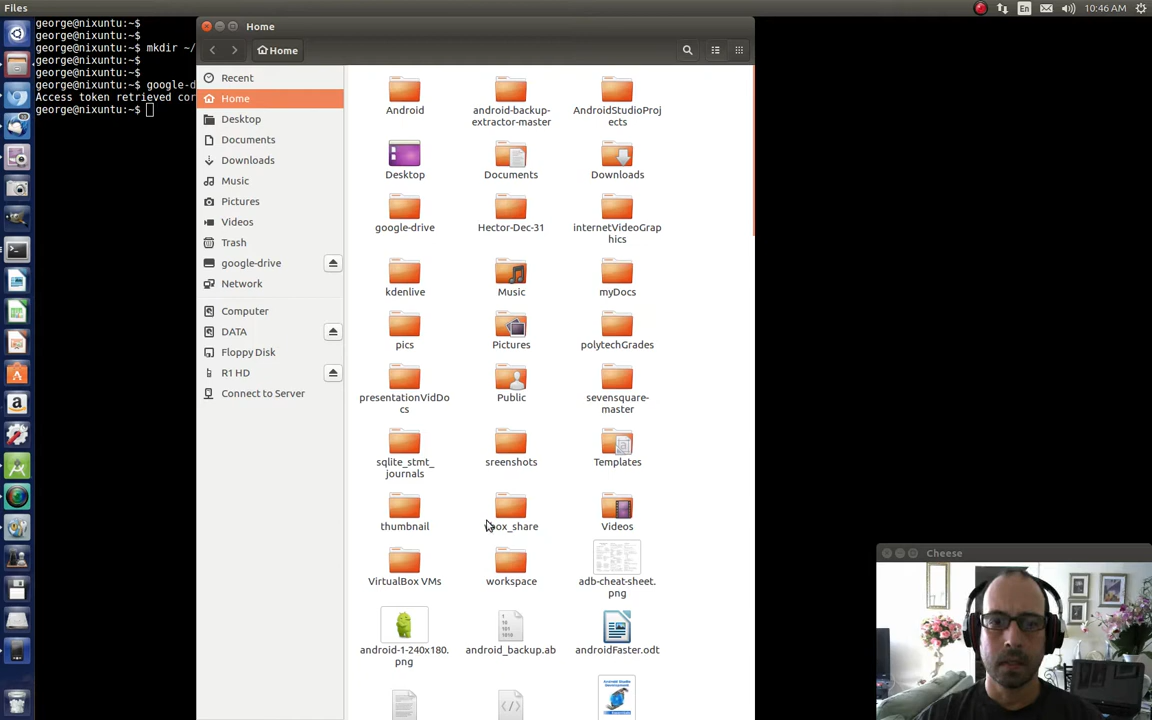 Files
En
10:46 AM
george@nixuntu:~$
george@nixuntu:~$
george@nixuntu:~$ mkdir ~/
george@nixuntu:~$
george@nixuntu:~$
george@nixuntu:~$ google-d
Access token retrieved cor
george@nixuntu:~$
Home
Home
Recent
Home
Desktop
Documents
Downloads
Music
Pictures
Videos
Trash
google-drive
Network
Computer
DATA
Floppy Disk
R1 HD
Connect to Server
Android
android-backup-
extractor-master
AndroidStudioProj
ects
Desktop
Documents
Downloads
google-drive
Hector-Dec-31
internetVideoGrap
hics
kdenlive
Music
myDocs
pics
Pictures
polytechGrades
presentationVidDo
cs
Public
sevensquare-
master
sqlite_stmt_
journals
sreenshots
Templates
thumbnail
box_share
Videos
VirtualBox VMs
workspace
adb-cheat-sheet.
png
android-1-240x180.
png
android_backup.ab
androidFaster.odt
Cheese